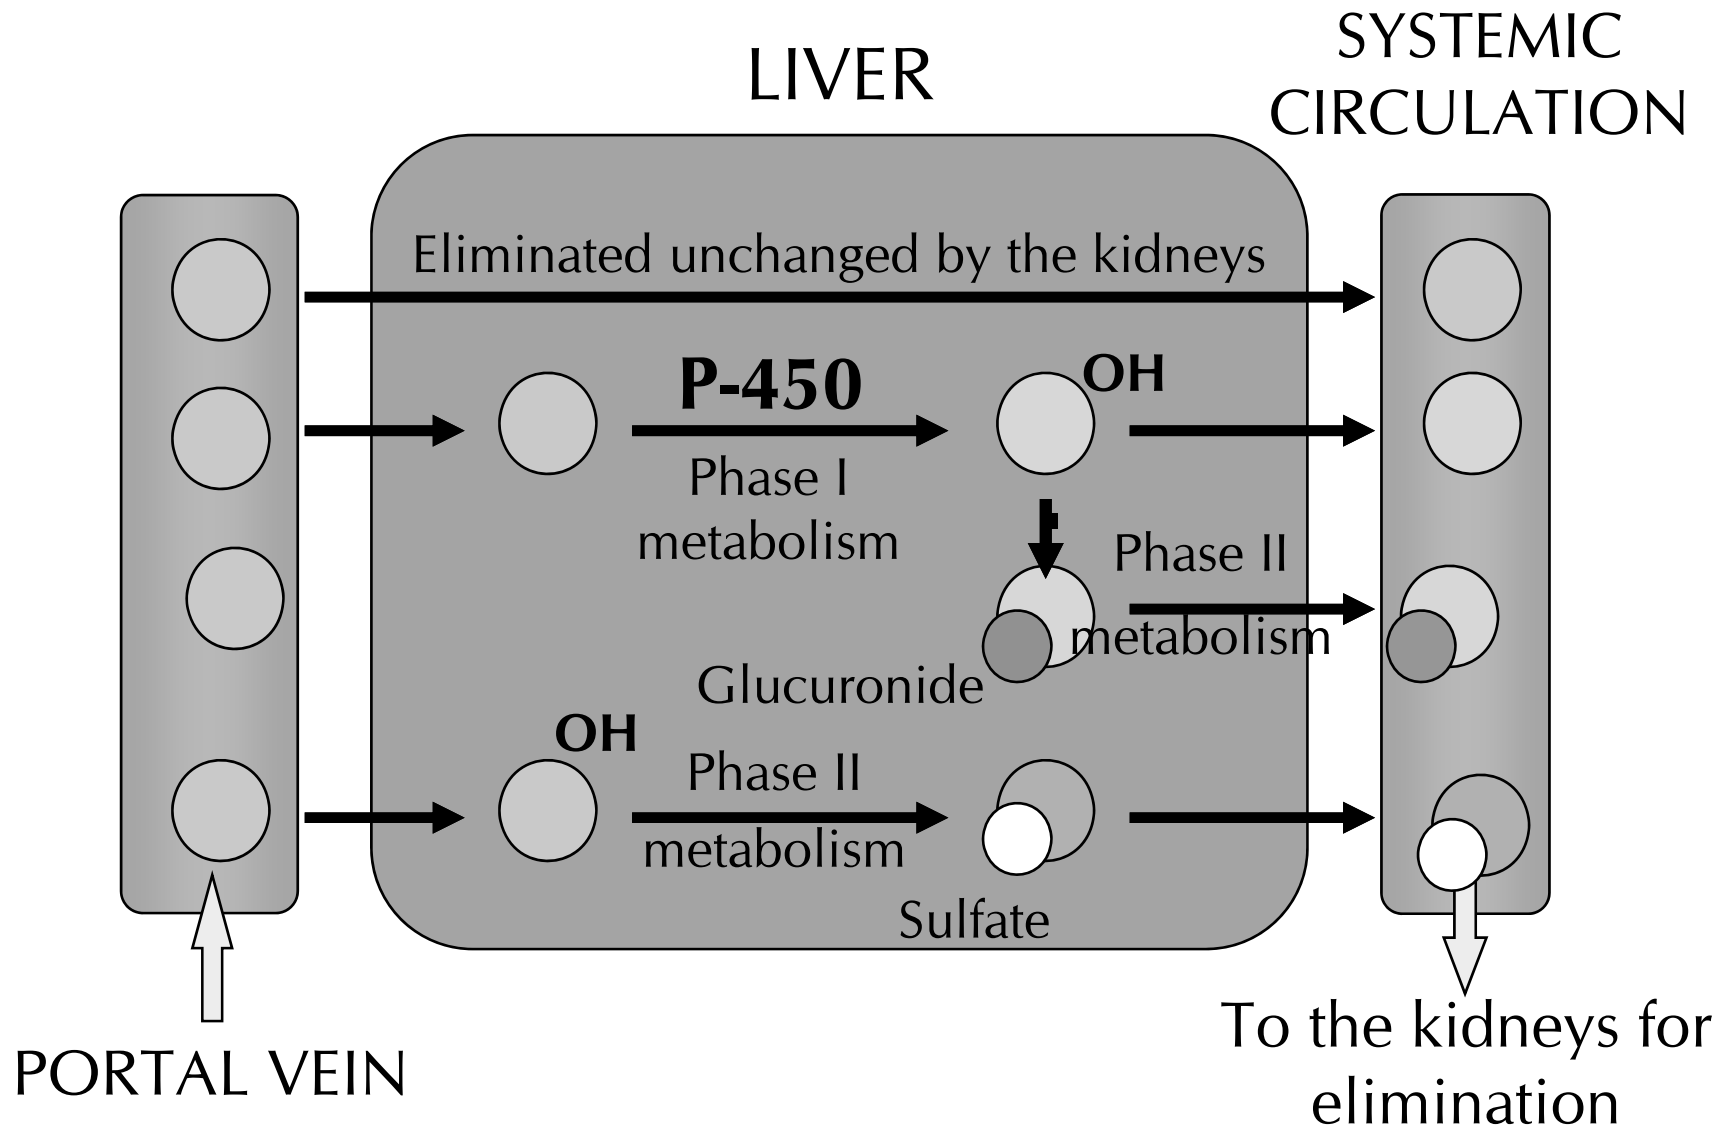 SYSTEMIC
CIRCULATION
LIVER
Eliminated unchanged by the kidneys
P-450
OH
Phase I
metabolism
Phase II
metabolism
Glucuronide
OH
Phase II
metabolism
Sulfate
PORTAL VEIN
To the kidneys for
elimination